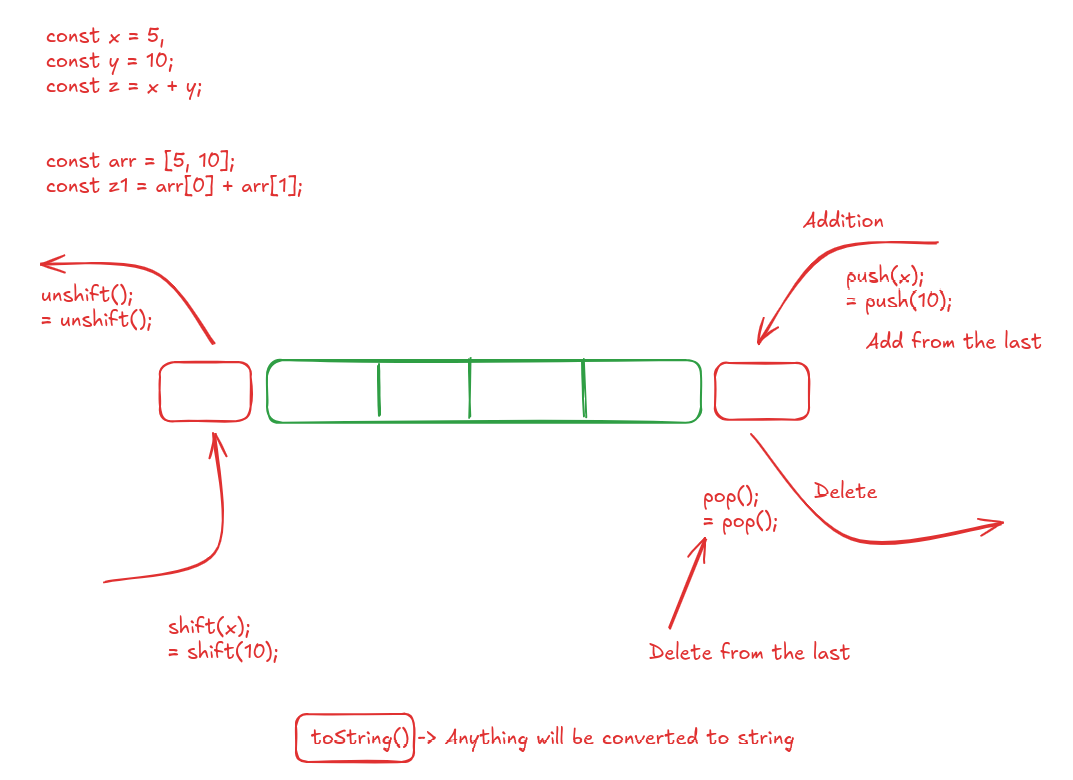 const x = 5,
const y = 10;
const z = x + y;
const arr = [5, 10];
const z1 = arr[0] + arr[1];
Addition
push(x);
= push(10);
Add from the last
unshift();
= unshift();
Delete
pop();
= pop();
shift(x);
= shift(10);
Delete from the last
toString() -> Anything will be converted to string